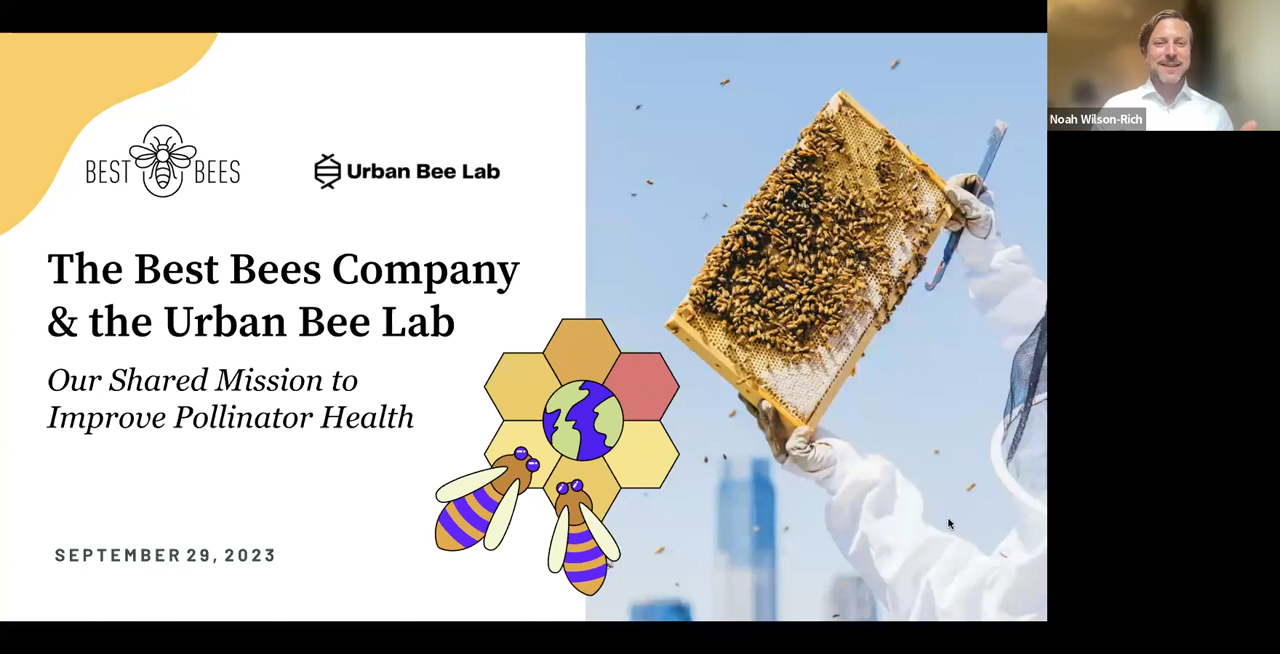 Noah Wilson-Rich
BEST BEES
Urban Bee Lab
The Best Bees Company
& the Urban Bee Lab
Our Shared Mission to
Improve Pollinator Health
SEPTEMBER 29, 2023